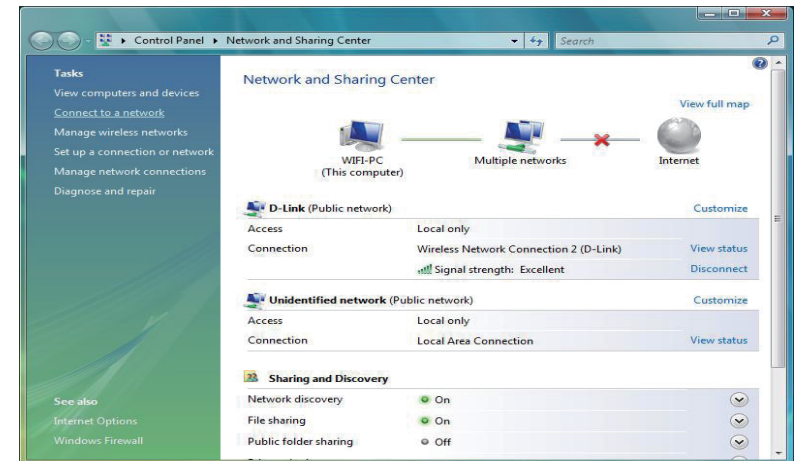 Control Panel ▸ Network and Sharing Center
Search
Tasks
View computers and devices
Connect to a network
Manage wireless networks
Set up a connection or network
Manage network connections
Diagnose and repair
See also
Internet Options
Windows Firewall
Network and Sharing Center
View full map
WIFI-PC
(This computer)
Multiple networks
Internet
D-Link (Public network) Customize
Access Local only
Connection Wireless Network Connection 2 (D-Link) View status
Signal strength: Excellent Disconnect
Unidentified network (Public network) Customize
Access Local only
Connection Local Area Connection View status
Sharing and Discovery
Network discovery On
File sharing On
Public folder sharing Off